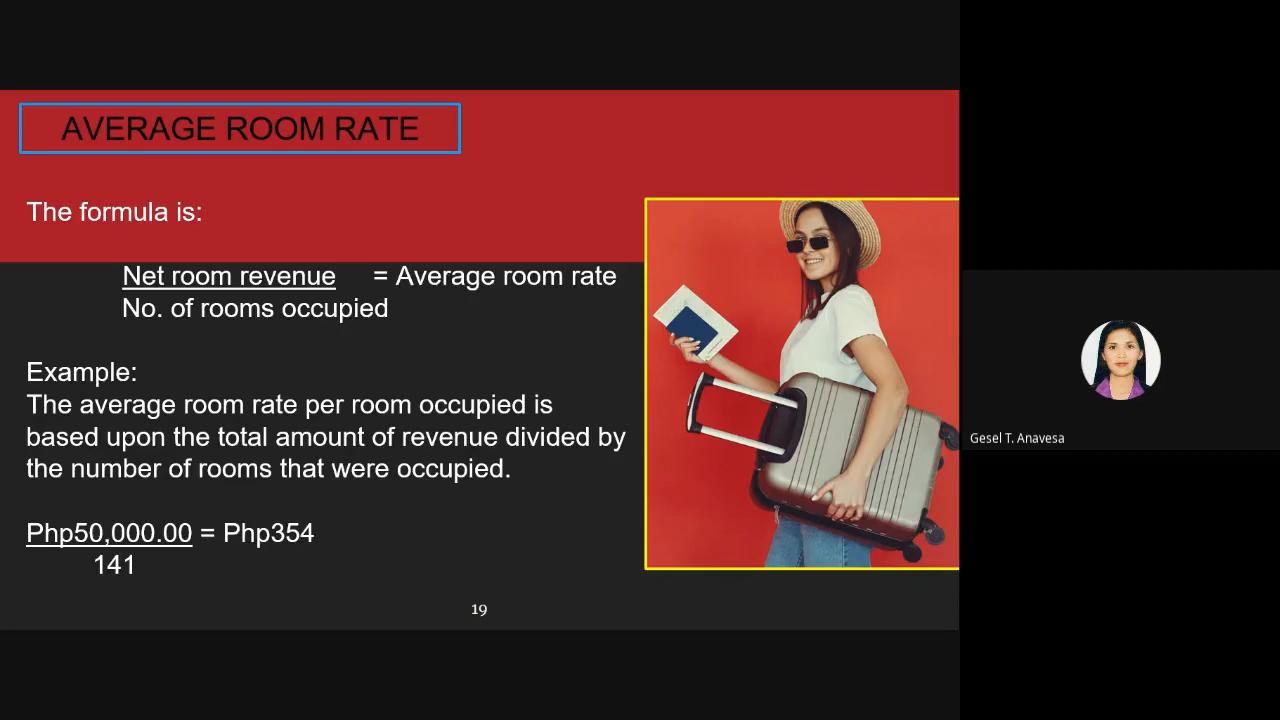 AVERAGE ROOM RATE
The formula is:
Net room revenue = Average room rate
No. of rooms occupied
Example:
The average room rate per room occupied is
based upon the total amount of revenue divided by
the number of rooms that were occupied.
Php50,000.00 = Php354
141
19
Gesel T. Anavesa